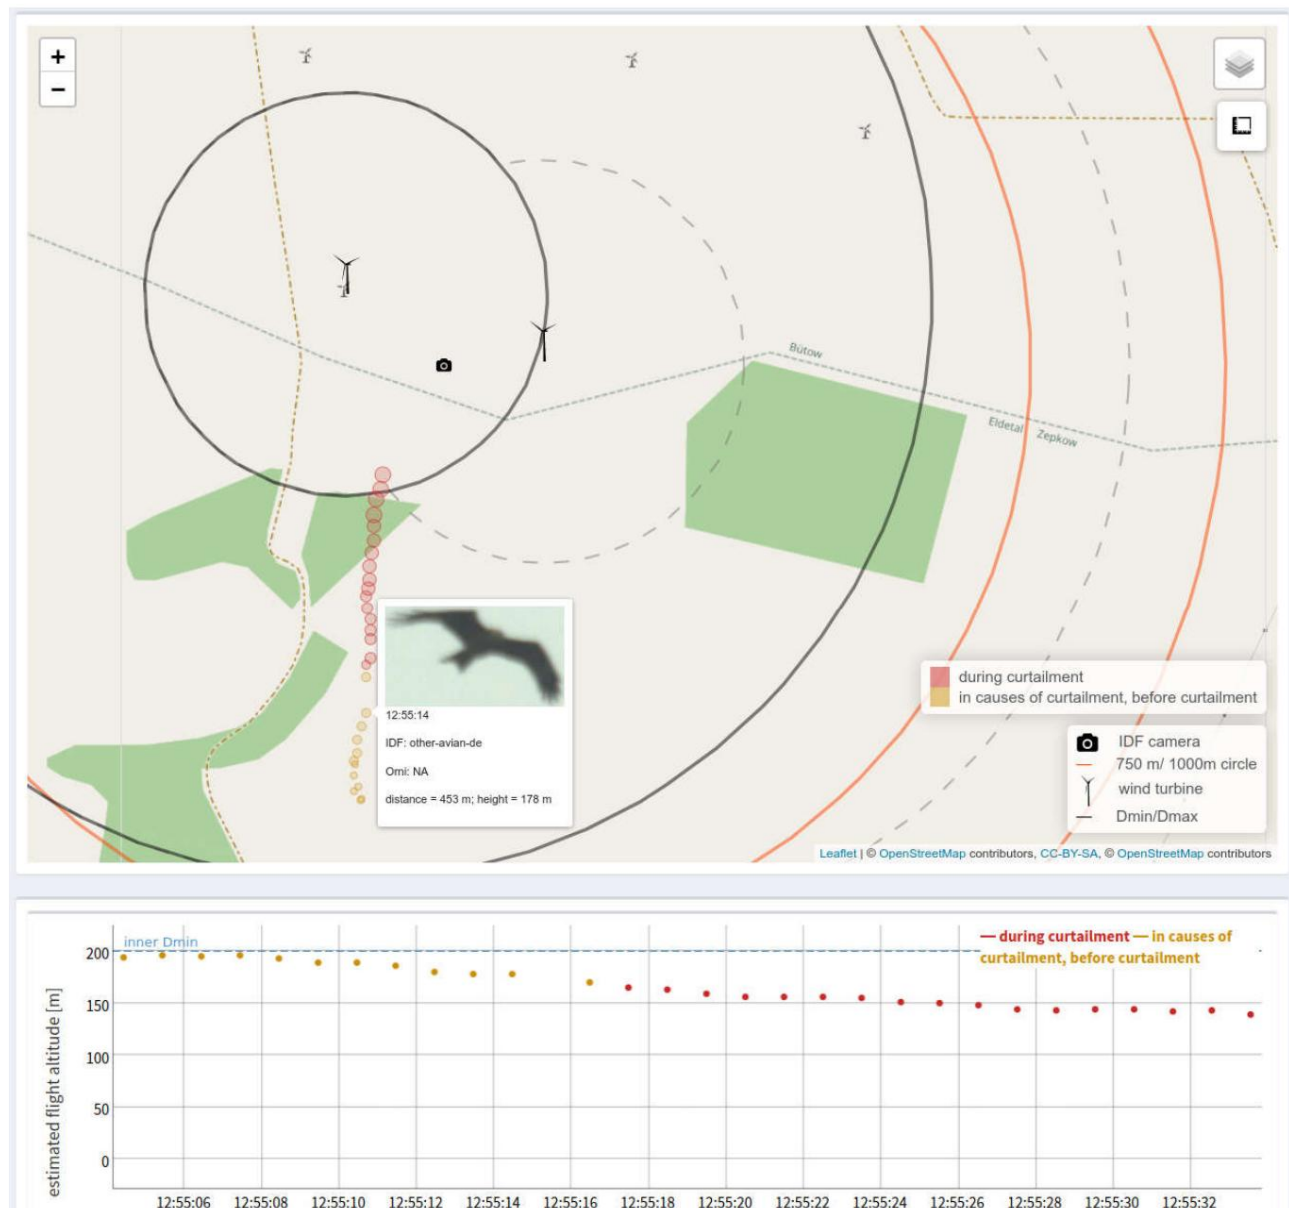 +
−
Bütow
Eldetal
Zepkow
12:55:14
IDF: other-avian-de
Omi: NA
distance = 453 m; height = 178 m
during curtailment
in causes of curtailment, before curtailment
IDF camera
750 m/ 1000m circle
wind turbine
Dmin/Dmax
Leaflet | © OpenStreetMap contributors, CC-BY-SA, © OpenStreetMap contributors
inner Dmin
— during curtailment — in causes of
curtailment, before curtailment
estimated flight altitude [m]
200
150
100
50
0
12:55:06 12:55:08 12:55:10 12:55:12 12:55:14 12:55:16 12:55:18 12:55:20 12:55:22 12:55:24 12:55:26 12:55:28 12:55:30 12:55:32